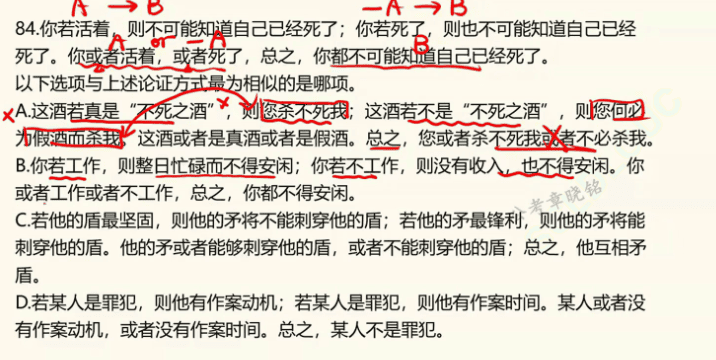 A → B
—A → B
84.你若活着，则不可能知道自己已经死了；你若死了，则也不可能知道自己已经
死了。你或者活着，或者死了，总之，你都不可能知道自己已经死了。
A or —A
B
以下选项与上述论证方式最为相似的是哪项。
A.这酒若真是“不死之酒”，则您杀不死我；这酒若不是“不死之酒”，则您何必
为假酒而杀我。这酒或者是真酒或者是假酒。总之，您或者杀不死我或者不必杀我。
B.你若工作，则整日忙碌而不得安闲；你若不工作，则没有收入，也不得安闲。你
或者工作或者不工作，总之，你都不得安闲。
小考章晓铭
C.若他的盾最坚固，则他的矛将不能刺穿他的盾；若他的矛最锋利，则他的矛将能
刺穿他的盾。他的矛或者能够刺穿他的盾，或者不能刺穿他的盾；总之，他互相矛
盾。
D.若某人是罪犯，则他有作案动机；若某人是罪犯，则他有作案时间。某人或者没
有作案动机，或者没有作案时间。总之，某人不是罪犯。